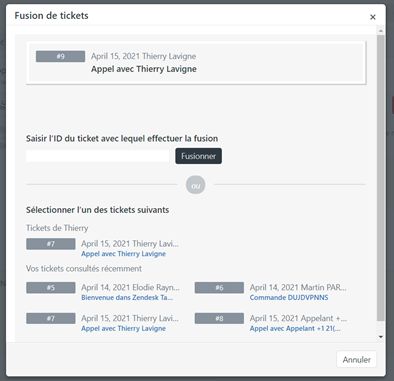 Fusion de tickets ×
#9 April 15, 2021 Thierry Lavigne
Appel avec Thierry Lavigne
Saisir l'ID du ticket avec lequel effectuer la fusion
Fusionner
ou
Sélectionner l'un des tickets suivants
Tickets de Thierry
#7 April 15, 2021 Thierry Lavi...
Appel avec Thierry Lavigne
Vos tickets consultés récemment
#5 April 14, 2021 Elodie Rayn... #6 April 14, 2021 Martin PAR...
Bienvenue dans Zendesk Ta... Commande DUJDVPNNS
#7 April 15, 2021 Thierry Lavi... #8 April 15, 2021 Appelant +...
Appel avec Thierry Lavigne Appel avec Appelant +1 21(...
Annuler